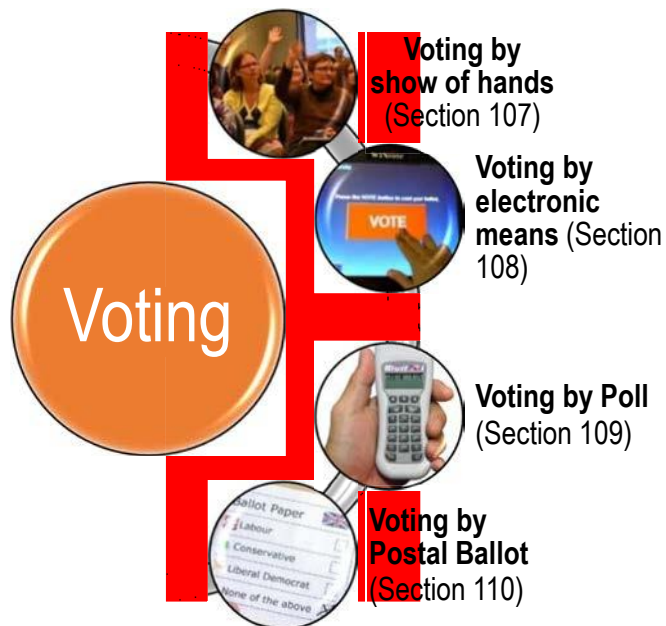 Voting
Voting by
show of hands
(Section 107)
Voting by
electronic
means (Section
108)
VOTE
Voting by Poll
(Section 109)
Voting by
Postal Ballot
(Section 110)
Ballot Paper
Labour
Conservative
Liberal Democrat
None of the above